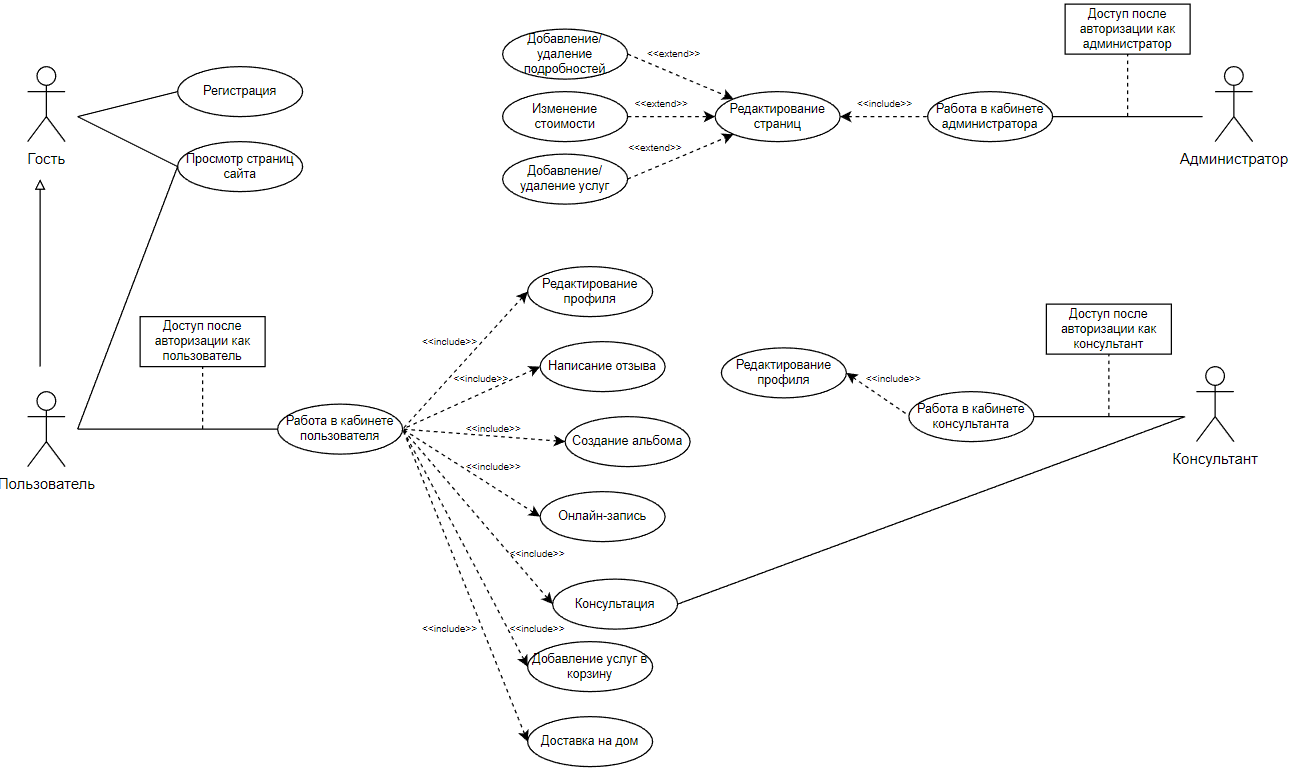 Доступ после
авторизации как
администратор
Добавление/
удаление
подробностей
<<extend>>
Гость
Регистрация
Изменение
стоимости
<<extend>>
Редактирование
страниц
<<include>>
Работа в кабинете
администратора
Администратор
Просмотр страниц
сайта
<<extend>>
Добавление/
удаление услуг
Редактирование
профиля
Доступ после
авторизации как
пользователь
<<include>>
Доступ после
авторизации как
консультант
Написание отзыва
<<include>>
Редактирование
профиля
<<include>>
Работа в кабинете
консультанта
Консультант
Пользователь
Работа в кабинете
пользователя
<<include>>
Создание альбома
<<include>>
Онлайн-запись
<<include>>
Консультация
<<include>>
<<include>>
Добавление услуг в
корзину
Доставка на дом